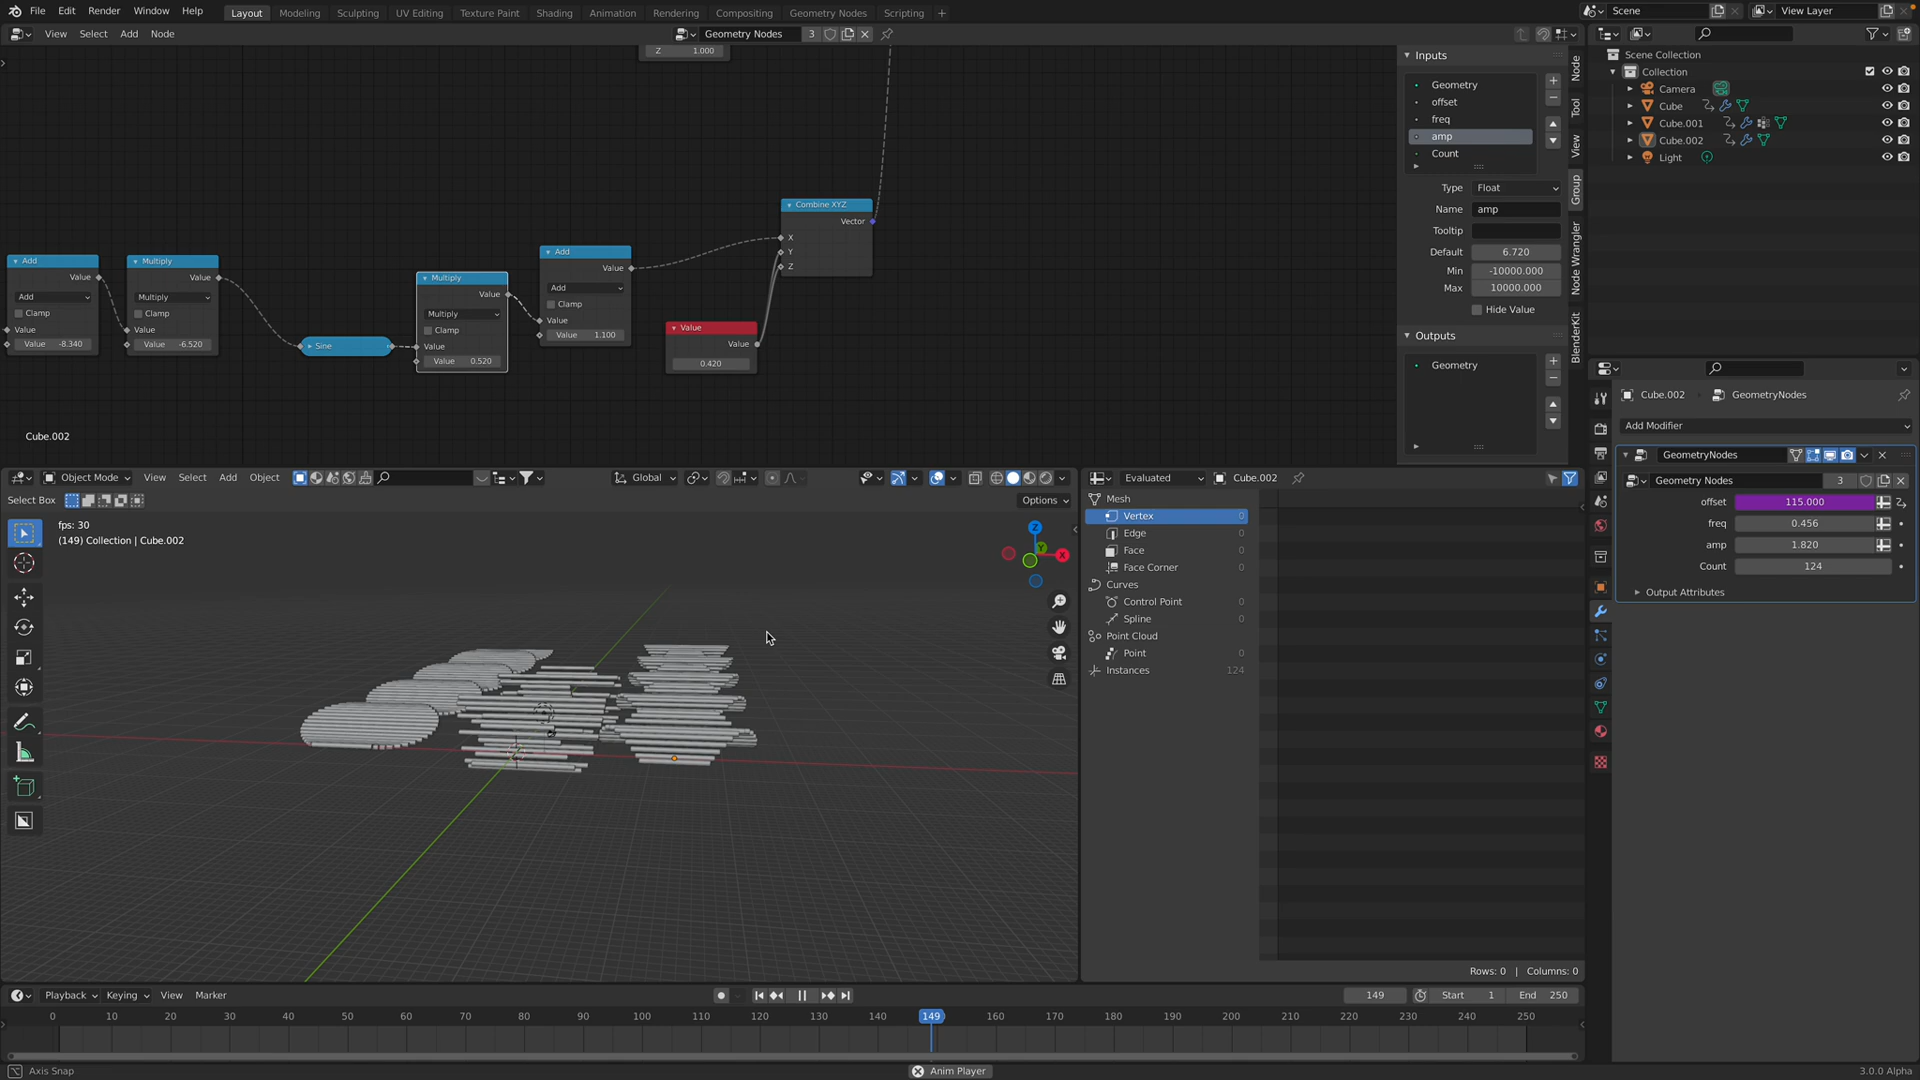 File Edit Render Window Help Layout Modeling Sculpting UV Editing Texture Paint Shading Animation Rendering Compositing Geometry Nodes Scripting + Scene View Layer
View Select Add Node Geometry Nodes 3
Z 1.000
Add
Value
Add
Clamp
Value
Value -8.340
Multiply
Value
Multiply
Clamp
Value
Value -6.520
Sine
Multiply
Value
Multiply
Clamp
Value
Value 0.520
Add
Value
Add
Clamp
Value
Value 1.100
Value
Value
0.420
Combine XYZ
Vector
X
Y
Z
Cube.002
Inputs
Geometry
offset
freq
amp
Count
Type Float
Name amp
Tooltip
Default 6.720
Min -10000.000
Max 10000.000
Hide Value
Outputs
Geometry
Node
Tool
View
Group
Node Wrangler
BlenderKit
Scene Collection
Collection
Camera
Cube
Cube.001
Cube.002
Light
Cube.002 GeometryNodes
Add Modifier
GeometryNodes
Geometry Nodes 3
offset 115.000
freq 0.456
amp 1.820
Count 124
Output Attributes
Object Mode View Select Add Object Global
Select Box Options
fps: 30
(149) Collection | Cube.002
Z
Y
X
Evaluated Cube.002
Mesh
Vertex 0
Edge 0
Face 0
Face Corner 0
Curves
Control Point 0
Spline 0
Point Cloud
Point 0
Instances 124
Rows: 0 | Columns: 0
Playback Keying View Marker 149 Start 1 End 250
0 10 20 30 40 50 60 70 80 90 100 110 120 130 140 149 160 170 180 190 200 210 220 230 240 250
Axis Snap Anim Player 3.0.0 Alpha